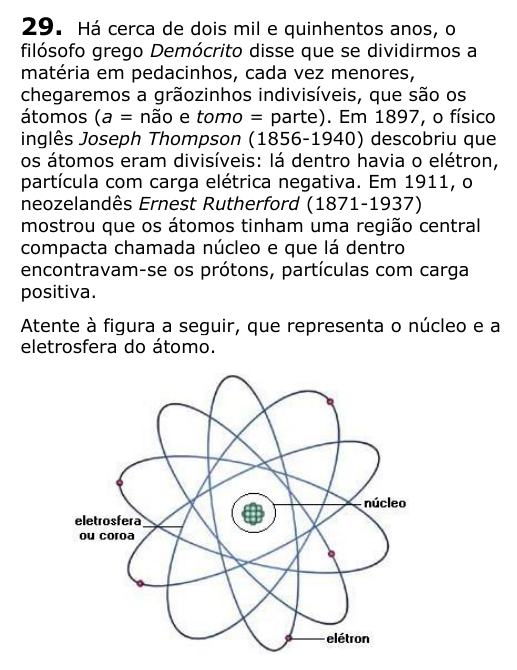 29. Há cerca de dois mil e quinhentos anos, o
filósofo grego Demócrito disse que se dividirmos a
matéria em pedacinhos, cada vez menores,
chegaremos a grãozinhos indivisíveis, que são os
átomos (a = não e tomo = parte). Em 1897, o físico
inglês Joseph Thompson (1856-1940) descobriu que
os átomos eram divisíveis: lá dentro havia o elétron,
partícula com carga elétrica negativa. Em 1911, o
neozelandês Ernest Rutherford (1871-1937)
mostrou que os átomos tinham uma região central
compacta chamada núcleo e que lá dentro
encontravam-se os prótons, partículas com carga
positiva.
Atente à figura a seguir, que representa o núcleo e a
eletrosfera do átomo.
núcleo
eletrosfera
ou coroa
elétron